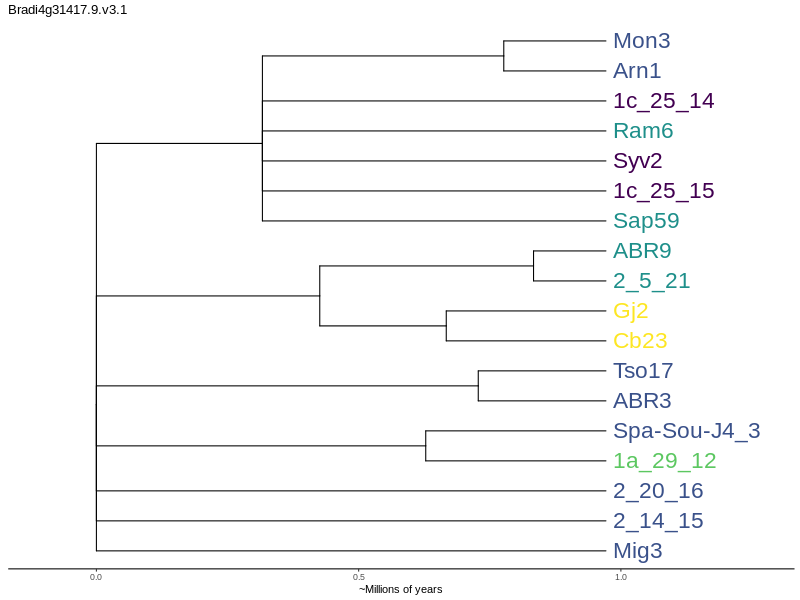 Bradi4g31417.9.v3.1
Mon3
Arn1
1c_25_14
Ram6
Syv2
1c_25_15
Sap59
ABR9
2_5_21
Gj2
Cb23
Tso17
ABR3
Spa-Sou-J4_3
1a_29_12
2_20_16
2_14_15
Mig3
0.0 0.5 1.0
~Millions of years